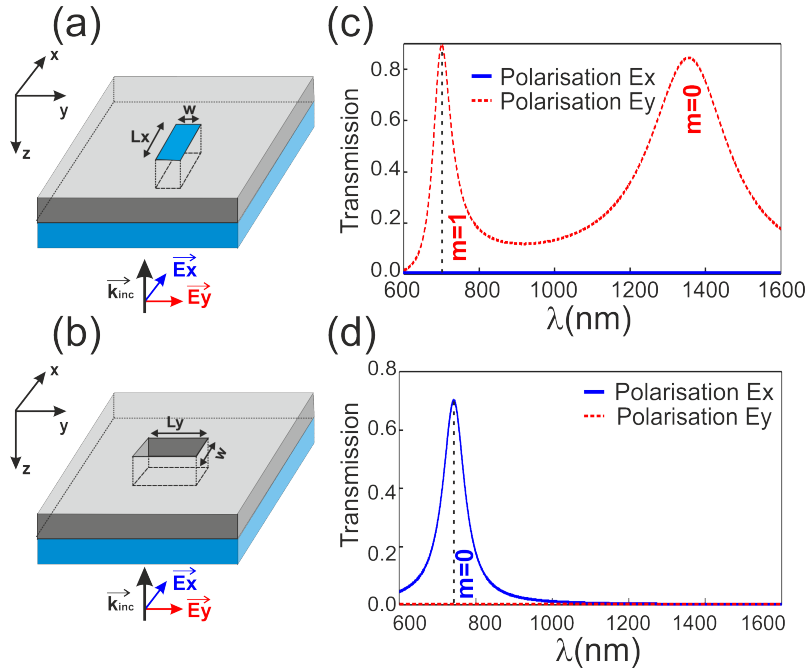 (a)
x
y
z
Lx
w
k inc
Ex
Ey
(c)
Transmission
0.8
0.6
0.4
0.2
0.0
Polarisation Ex
Polarisation Ey
m=1
m=0
600 800 1000 1200 1400 1600
λ(nm)
(b)
x
y
z
Ly
w
k inc
Ex
Ey
(d)
Transmission
0.8
0.6
0.4
0.2
0.0
Polarisation Ex
Polarisation Ey
m=0
600 800 1000 1200 1400 1600
λ(nm)